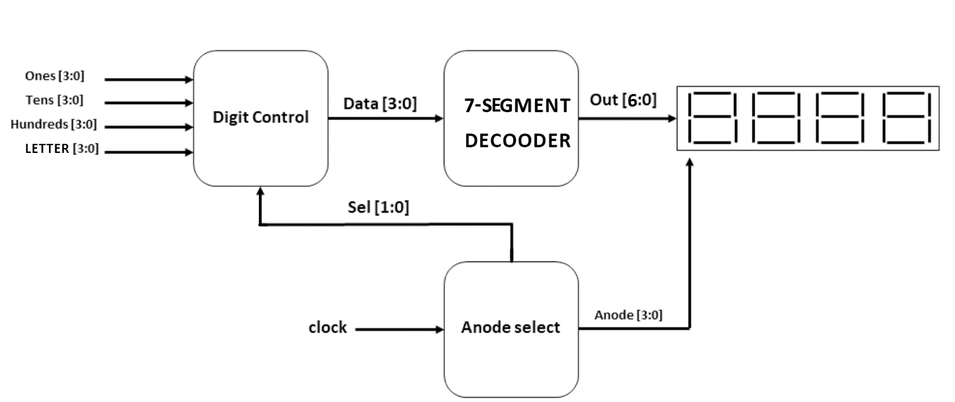 Ones [3:0]
Tens [3:0]
Hundreds [3:0]
LETTER [3:0]
Digit Control
Data [3:0]
7-SEGMENT
DECOODER
Out [6:0]
8888
Sel [1:0]
clock
Anode select
Anode [3:0]